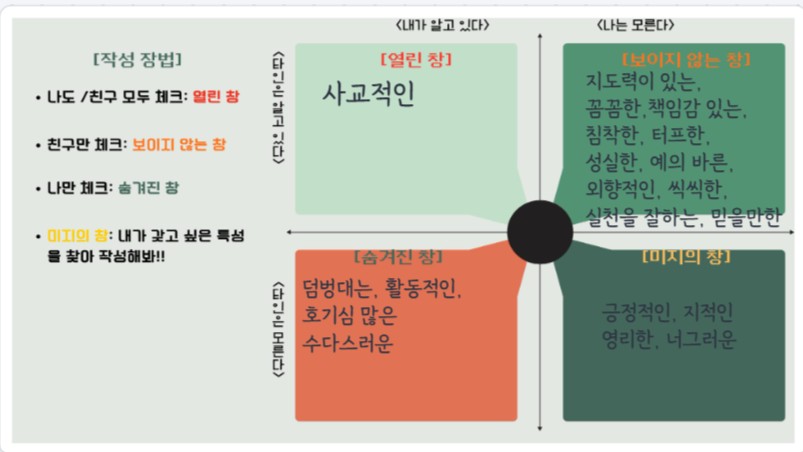 <내가 알고 있다>
<나는 모른다>
[작성 장법]
• 나도 /친구 모두 체크: 열린 창
• 친구만 체크: 보이지 않는 창
• 나만 체크: 숨겨진 창
• 미지의 창: 내가 갖고 싶은 특성
을 찾아 작성해봐!!
<타인은 알고 있다>
[열린 창]
사교적인
[보이지 않는 창]
지도력이 있는,
꼼꼼한,책임감 있는,
침착한, 터프한,
성실한, 예의 바른,
외향적인, 씩씩한,
실천을 잘하는, 믿을만한
<타인은 모른다>
[숨겨진 창]
덤벙대는, 활동적인,
호기심 많은
수다스러운
[미지의 창]
긍정적인, 지적인
영리한, 너그러운